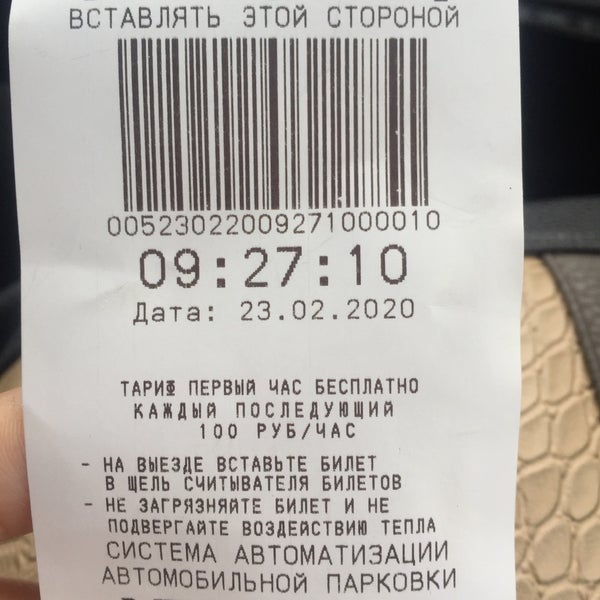 ВСТАВЛЯТЬ ЭТОЙ СТОРОНОЙ
00523022009271000010
09:27:10
Дата: 23.02.2020
ТАРИФ ПЕРВЫЙ ЧАС БЕСПЛАТНО
КАЖДЫЙ ПОСЛЕДУЮЩИЙ
100 РУБ/ЧАС
- НА ВЫЕЗДЕ ВСТАВЬТЕ БИЛЕТ
В ЩЕЛЬ СЧИТЫВАТЕЛЯ БИЛЕТОВ
- НЕ ЗАГРЯЗНЯЙТЕ БИЛЕТ И НЕ
ПОДВЕРГАЙТЕ ВОЗДЕЙСТВИЮ ТЕПЛА
СИСТЕМА АВТОМАТИЗАЦИИ
АВТОМОБИЛЬНОЙ ПАРКОВКИ